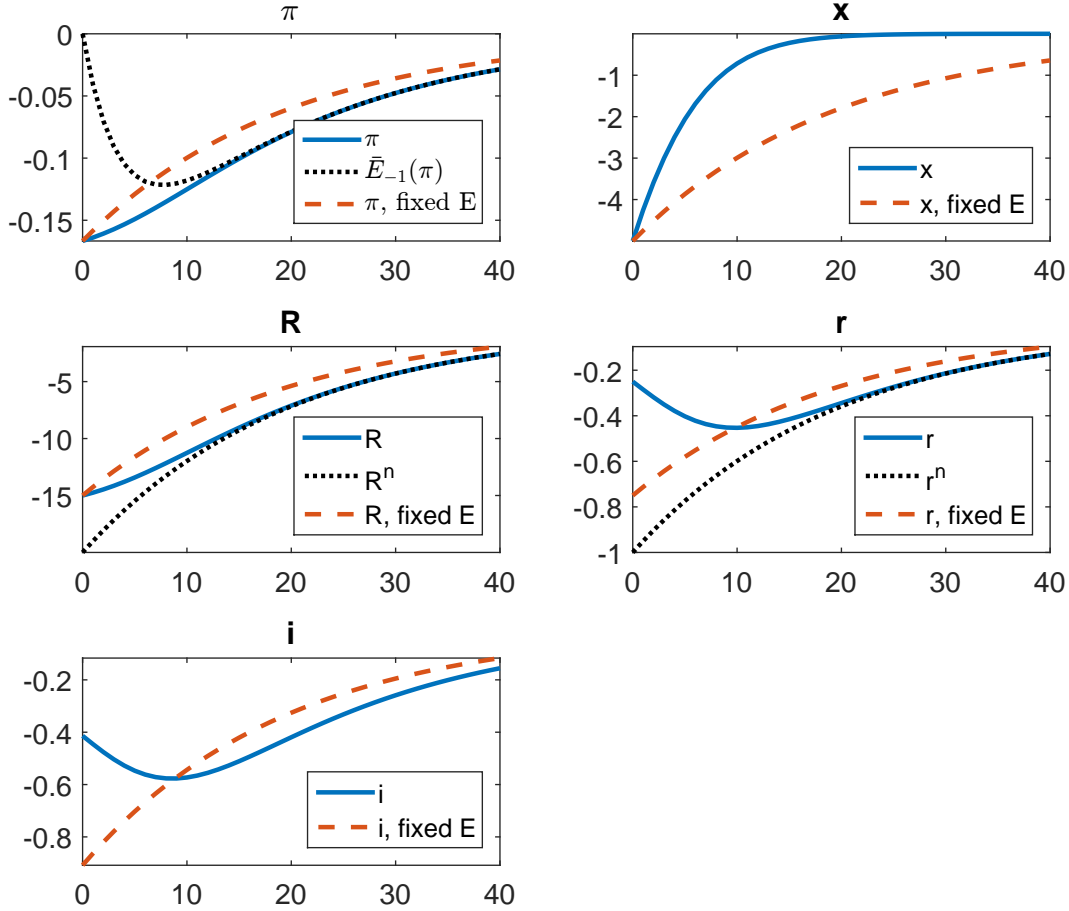 π
0
-0.05
-0.1
-0.15
0 10 20 30 40
π
Ē₋₁(π)
π, fixed E
x
-1
-2
-3
-4
0 10 20 30 40
x
x, fixed E
R
-5
-10
-15
0 10 20 30 40
R
Rⁿ
R, fixed E
r
-0.2
-0.4
-0.6
-0.8
-1
0 10 20 30 40
r
rⁿ
r, fixed E
i
-0.2
-0.4
-0.6
-0.8
0 10 20 30 40
i
i, fixed E